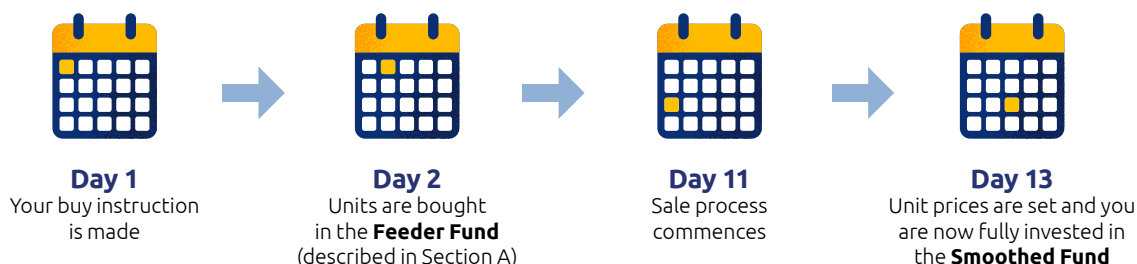 Day 1
Your buy instruction
is made
Day 2
Units are bought
in the Feeder Fund
(described in Section A)
Day 11
Sale process
commences
Day 13
Unit prices are set and you
are now fully invested in
the Smoothed Fund